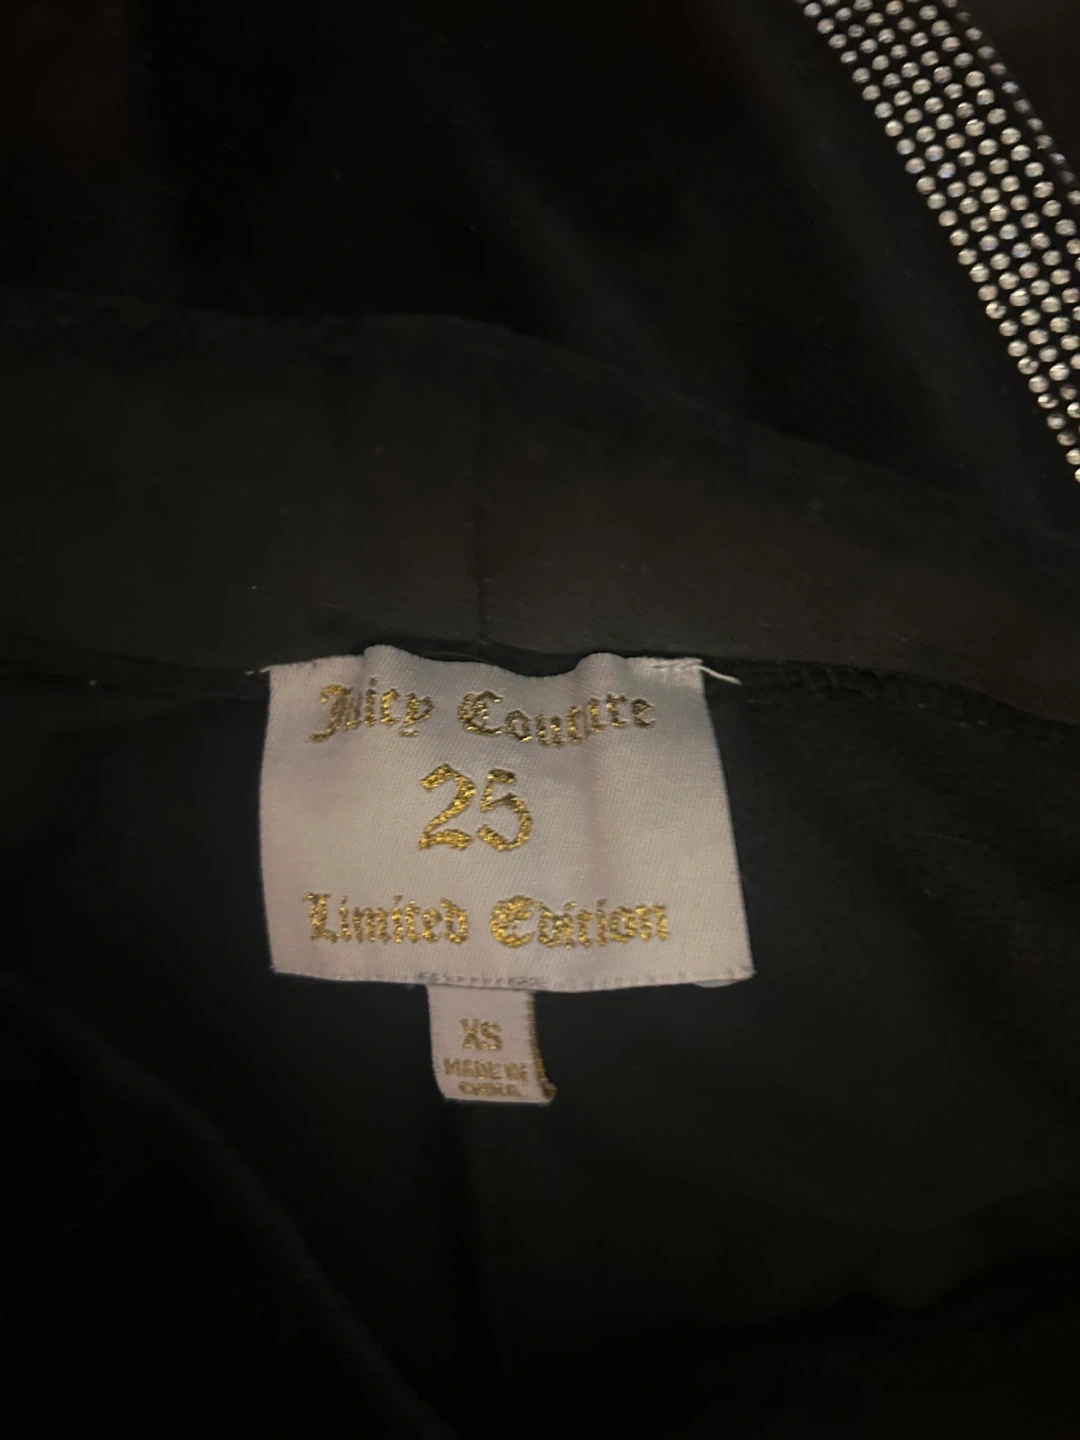 Juicy Couture
25
Limited Edition
XS
MADE IN
CHINA